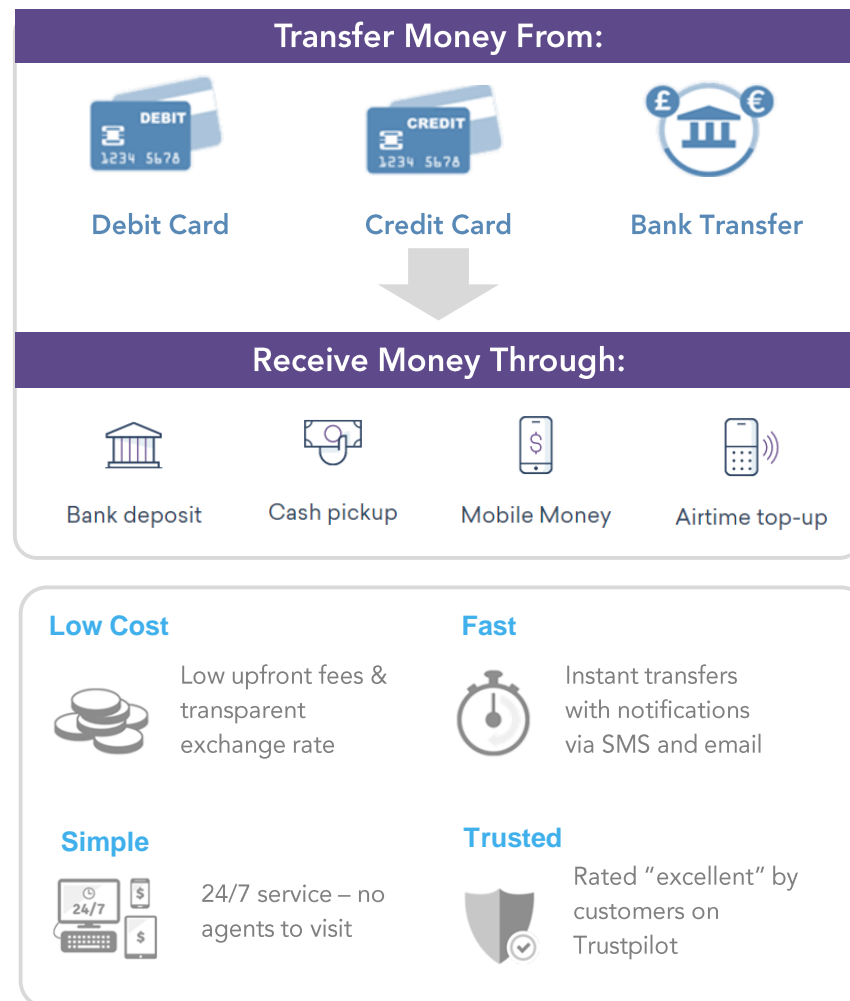 Transfer Money From:
DEBIT
1234 5678
CREDIT
1234 5678
£
€
Debit Card
Credit Card
Bank Transfer
Receive Money Through:
$
Bank deposit
Cash pickup
Mobile Money
Airtime top-up
Low Cost
Low upfront fees &
transparent
exchange rate
Fast
Instant transfers
with notifications
via SMS and email
Simple
24/7
$
$
24/7 service – no
agents to visit
Trusted
Rated “excellent” by
customers on
Trustpilot